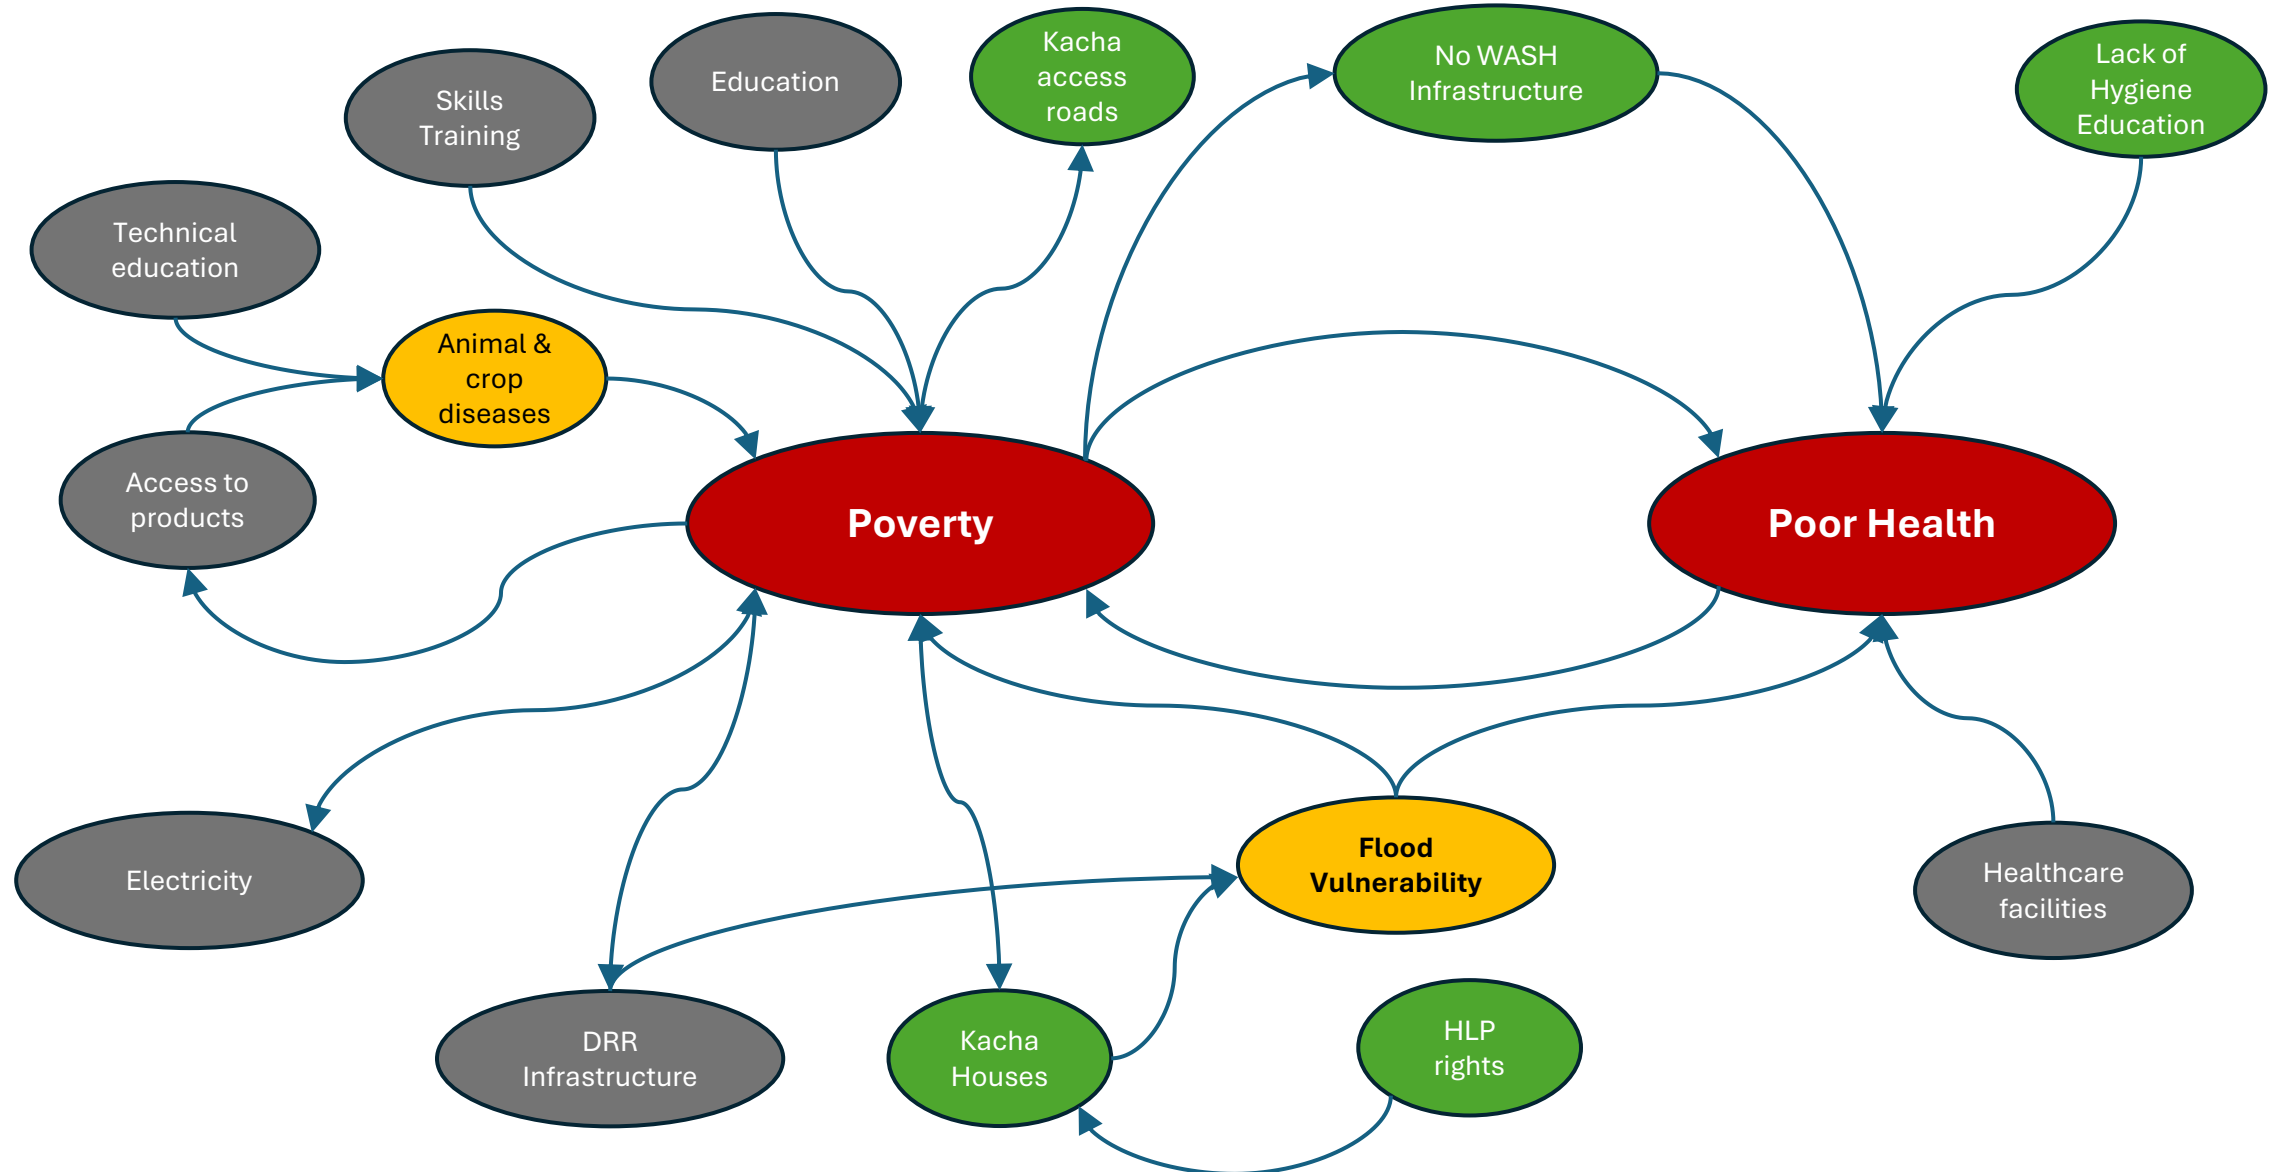 Kacha
access
roads
No WASH
Infrastructure
Lack of
Hygiene
Education
Education
Skills
Training
Technical
education
Animal &
crop
diseases
Access to
products
Poverty
Poor Health
Electricity
Flood
Vulnerability
Healthcare
facilities
DRR
Infrastructure
Kacha
Houses
HLP
rights